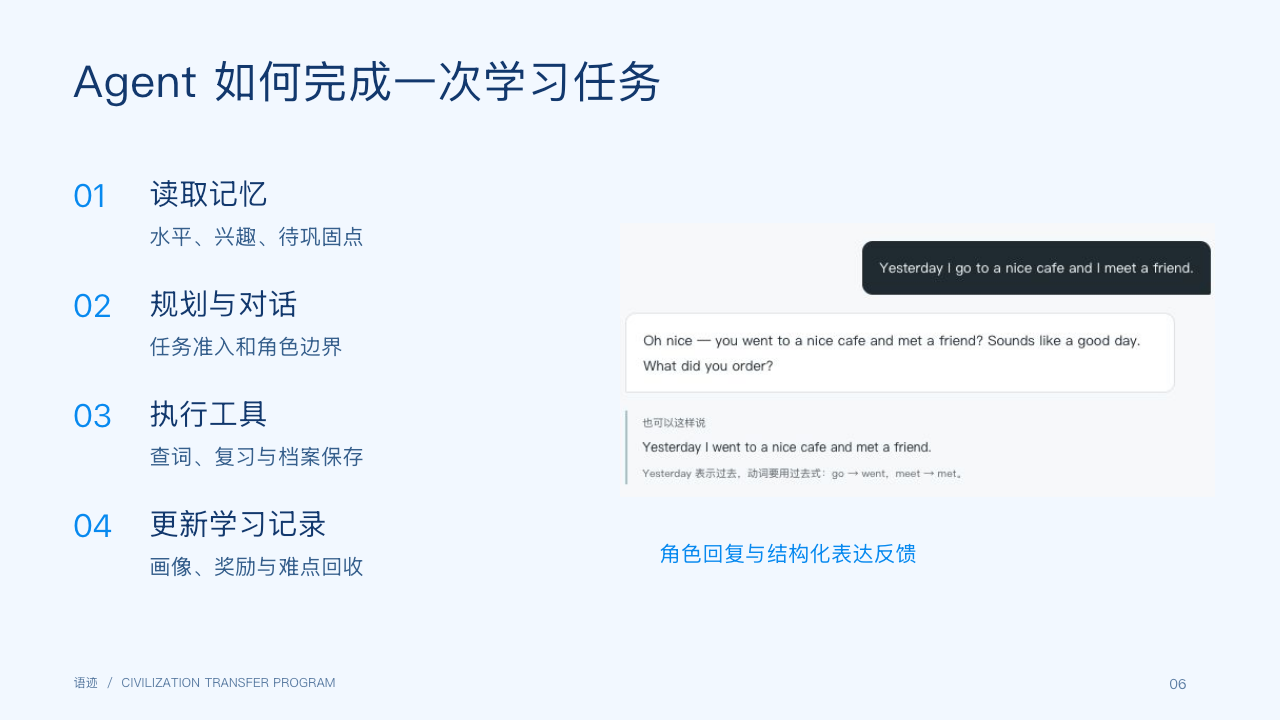 Agent 如何完成一次学习任务
01 读取记忆
水平、兴趣、待巩固点
02 规划与对话
任务准入和角色边界
03 执行工具
查词、复习与档案保存
04 更新学习记录
画像、奖励与难点回收
Yesterday I go to a nice cafe and I meet a friend.
Oh nice — you went to a nice cafe and met a friend? Sounds like a good day.
What did you order?
也可以这样说
Yesterday I went to a nice cafe and met a friend.
Yesterday 表示过去，动词要用过去式：go → went，meet → met。
角色回复与结构化表达反馈
语迹 / CIVILIZATION TRANSFER PROGRAM
06